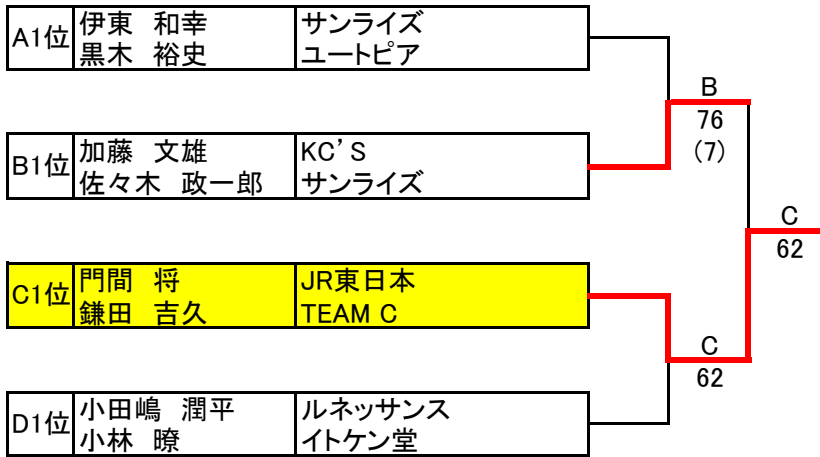 A1位 伊東 和幸 サンライズ
黒木 裕史 ユートピア
B
76
(7)
B1位 加藤 文雄 KC'S
佐々木 政一郎 サンライズ
C
62
C1位 門間 将 JR東日本
鎌田 吉久 TEAM C
C
62
D1位 小田嶋 潤平 ルネッサンス
小林 暸 イトケン堂